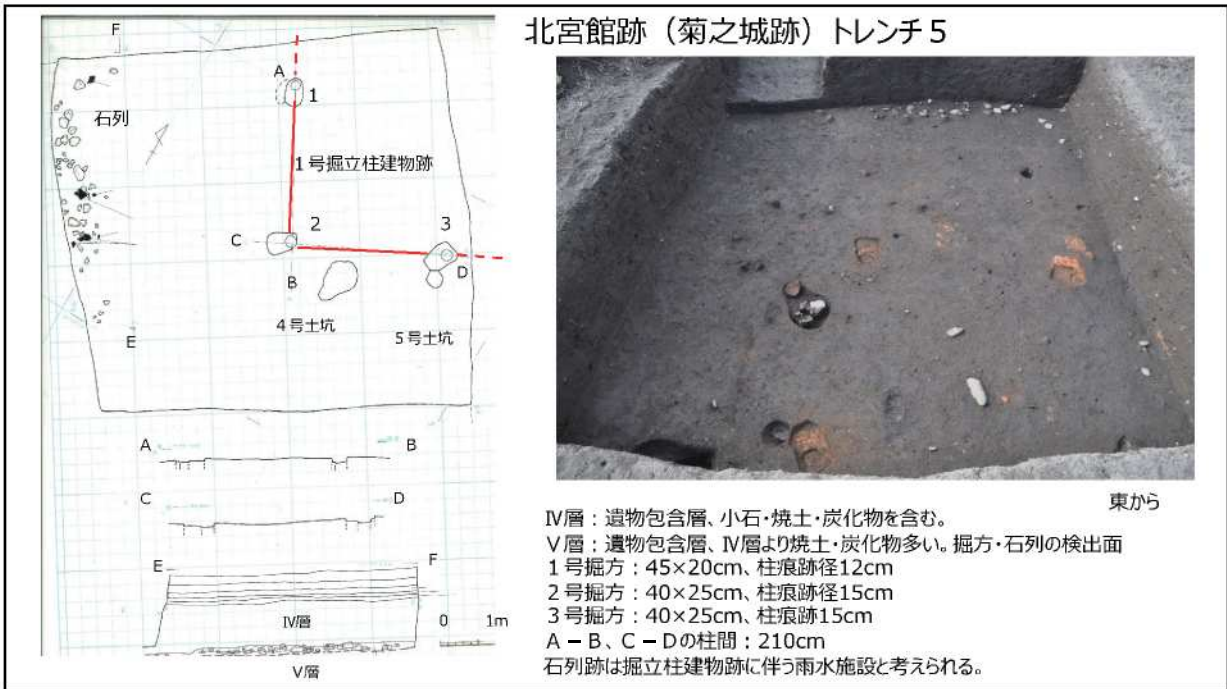 北宮館跡（菊之城跡）トレンチ５
F
A
1
石列
1号掘立柱建物跡
2
3
C
D
B
4号土坑
5号土坑
E
A
B
C
D
E
F
Ⅳ層
0 1m
Ⅴ層
東から
Ⅳ層：遺物包含層、小石・焼土・炭化物を含む。
Ⅴ層：遺物包含層、Ⅳ層より焼土・炭化物多い。掘方・石列の検出面
1号掘方：45×20cm、柱痕跡径12cm
2号掘方：40×25cm、柱痕跡径15cm
3号掘方：40×25cm、柱痕跡15cm
A－B、C－Dの柱間：210cm
石列跡は掘立柱建物跡に伴う雨水施設と考えられる。